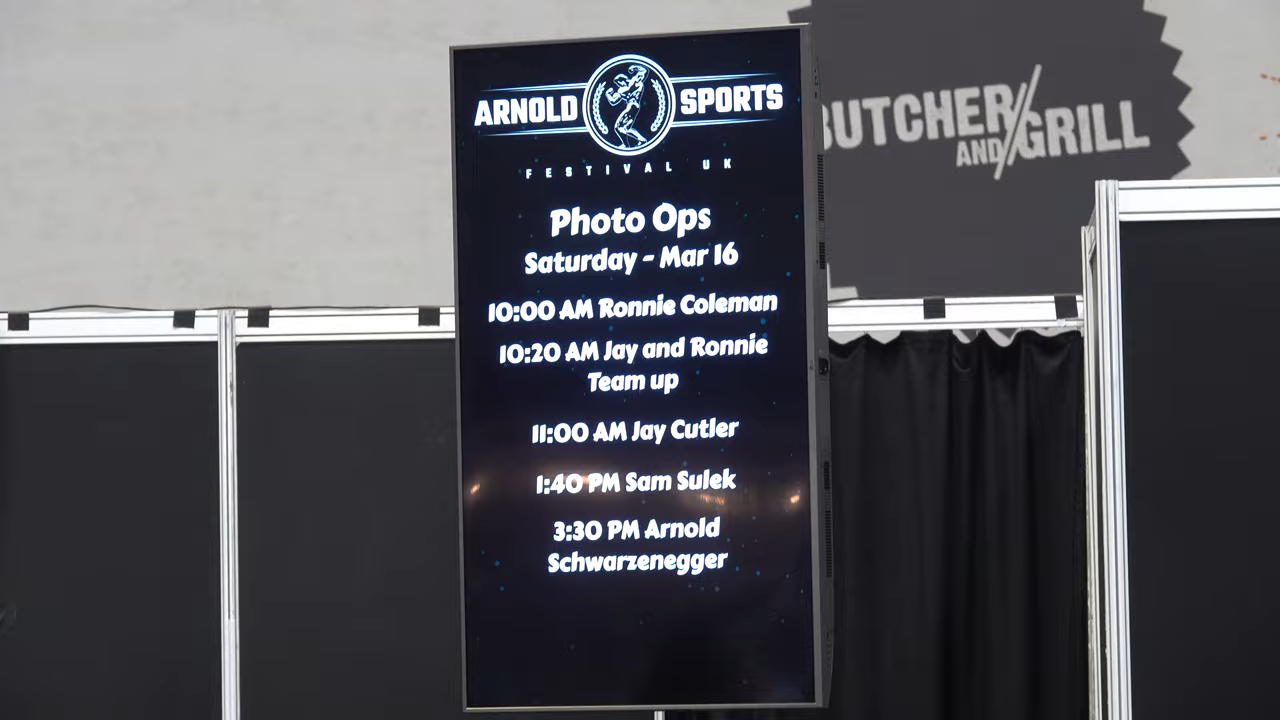 ARNOLD SPORTS
FESTIVAL UK
Photo Ops
Saturday - Mar 16
10:00 AM Ronnie Coleman
10:20 AM Jay and Ronnie
Team up
11:00 AM Jay Cutler
1:40 PM Sam Sulek
3:30 PM Arnold
Schwarzenegger
BUTCHER
AND/GRILL